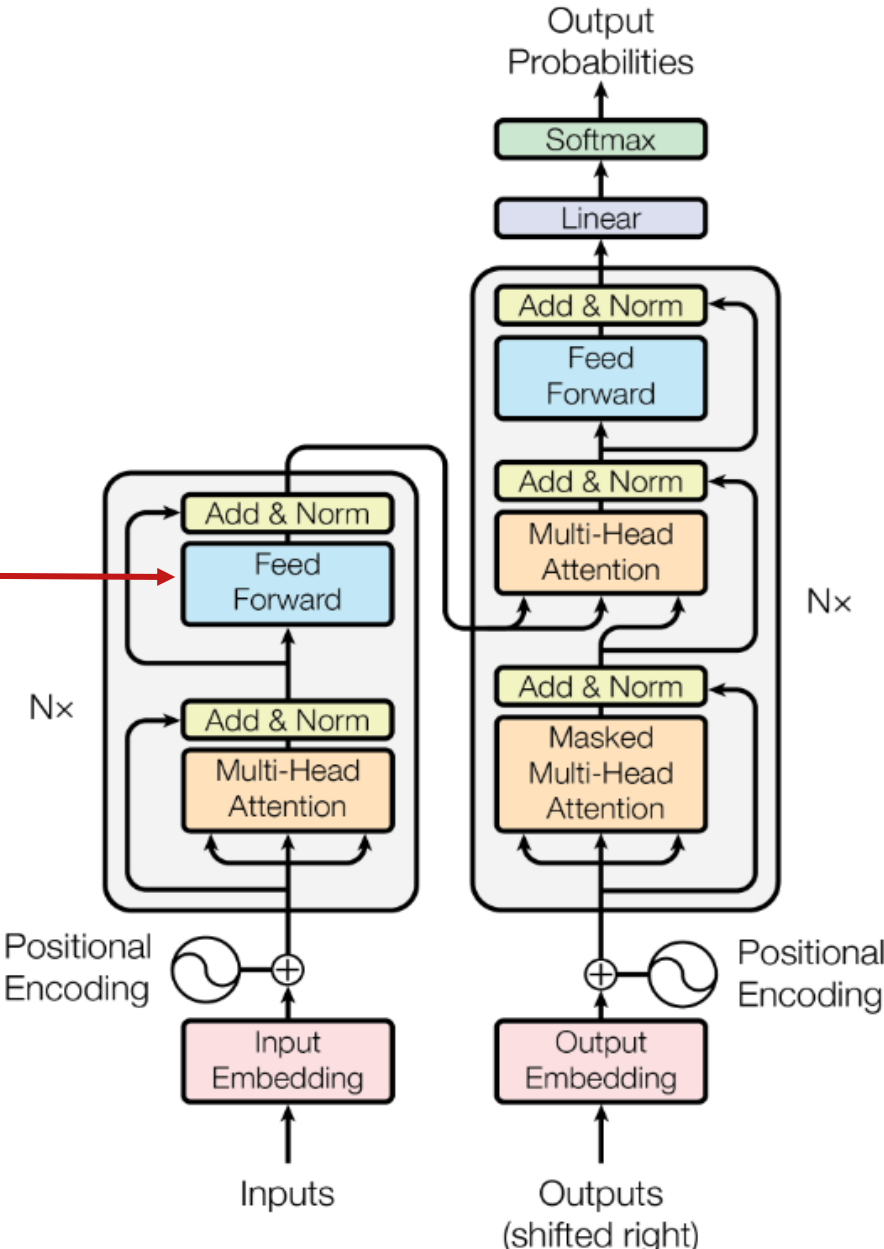 Output
Probabilities
Softmax
Linear
Add & Norm
Feed
Forward
Add & Norm
Multi-Head
Attention
Nx
Add & Norm
Masked
Multi-Head
Attention
Add & Norm
Feed
Forward
Nx
Add & Norm
Multi-Head
Attention
Positional
Encoding
Positional
Encoding
Input
Embedding
Output
Embedding
Inputs
Outputs
(shifted right)